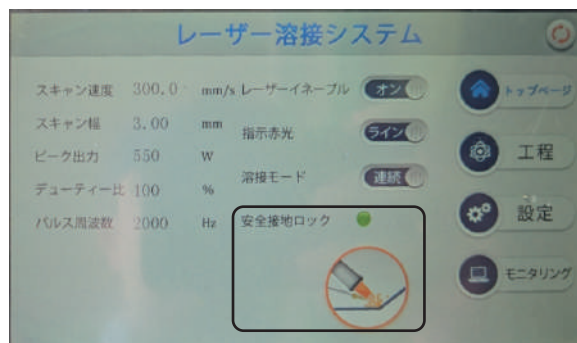 レーザー溶接システム
スキャン速度 300.0 mm/s
スキャン幅 3.00 mm
ピーク出力 550 W
デューティー比 100 %
パルス周波数 2000 Hz
レーザーイネーブル オン
指示赤光 ライン
溶接モード 連続
安全接地ロック
トップページ
工程
設定
モニタリング